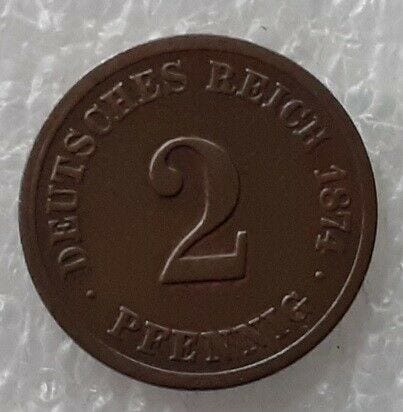 DEUTSCHES REICH 1874
2
PFENNIG